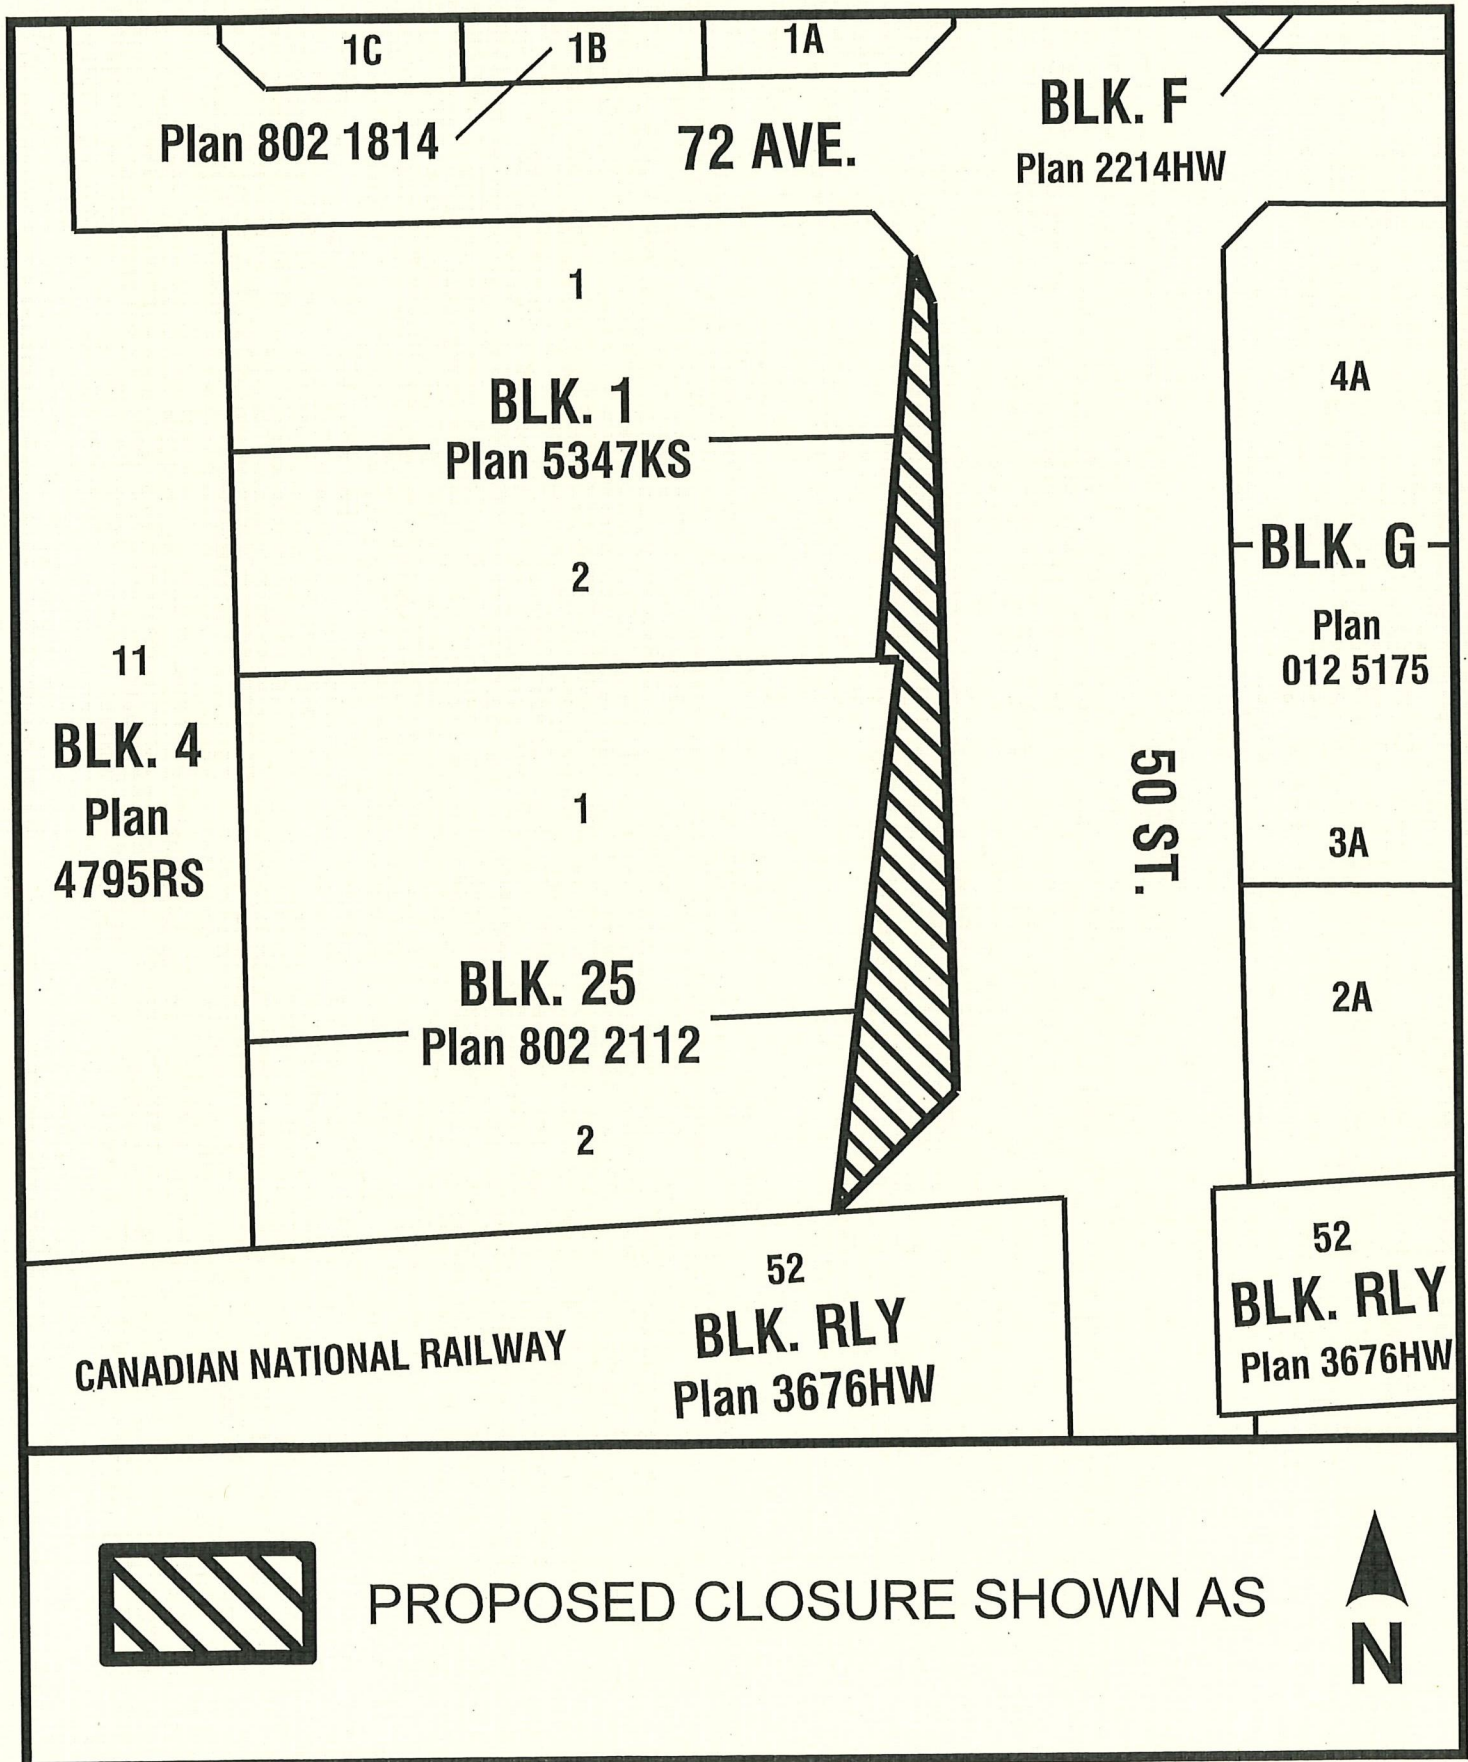 1C
1B
1A
Plan 802 1814
72 AVE.
BLK. F
Plan 2214HW
1
BLK. 1
Plan 5347KS
2
4A
BLK. G
Plan
012 5175
11
BLK. 4
Plan
4795RS
1
50 ST.
3A
BLK. 25
Plan 802 2112
2
2A
52
BLK. RLY
Plan 3676HW
CANADIAN NATIONAL RAILWAY
52
BLK. RLY
Plan 3676HW
PROPOSED CLOSURE SHOWN AS
N